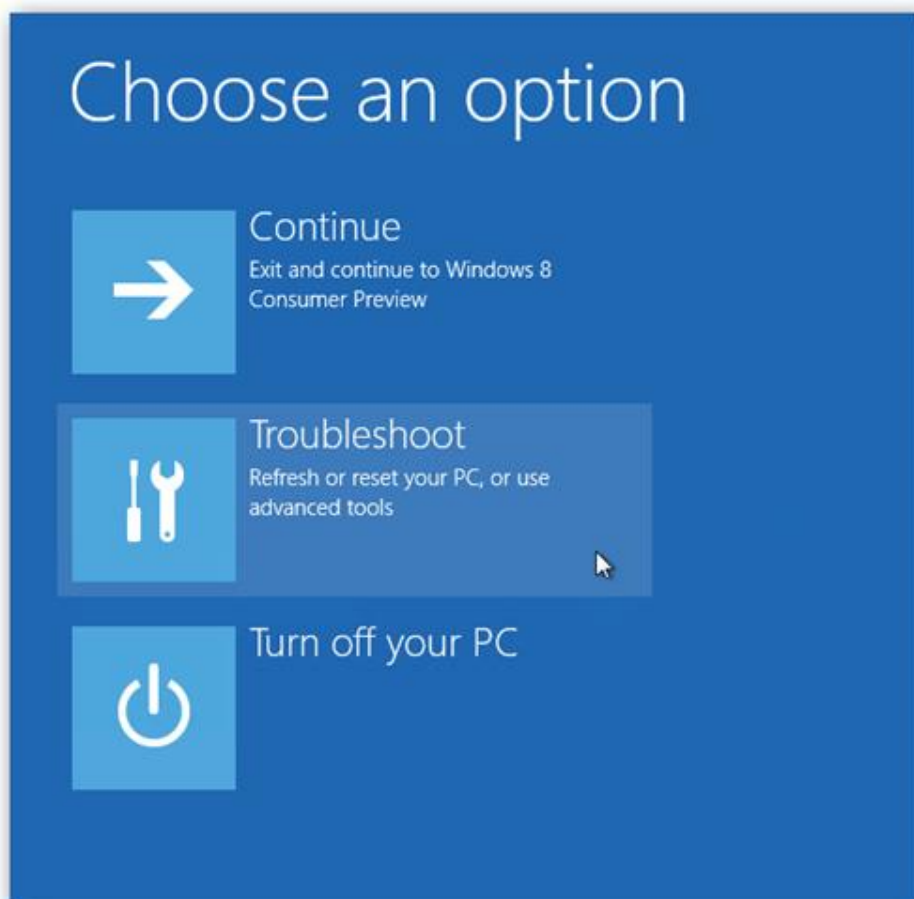 Choose an option
Continue
Exit and continue to Windows 8
Consumer Preview
Troubleshoot
Refresh or reset your PC, or use
advanced tools
Turn off your PC